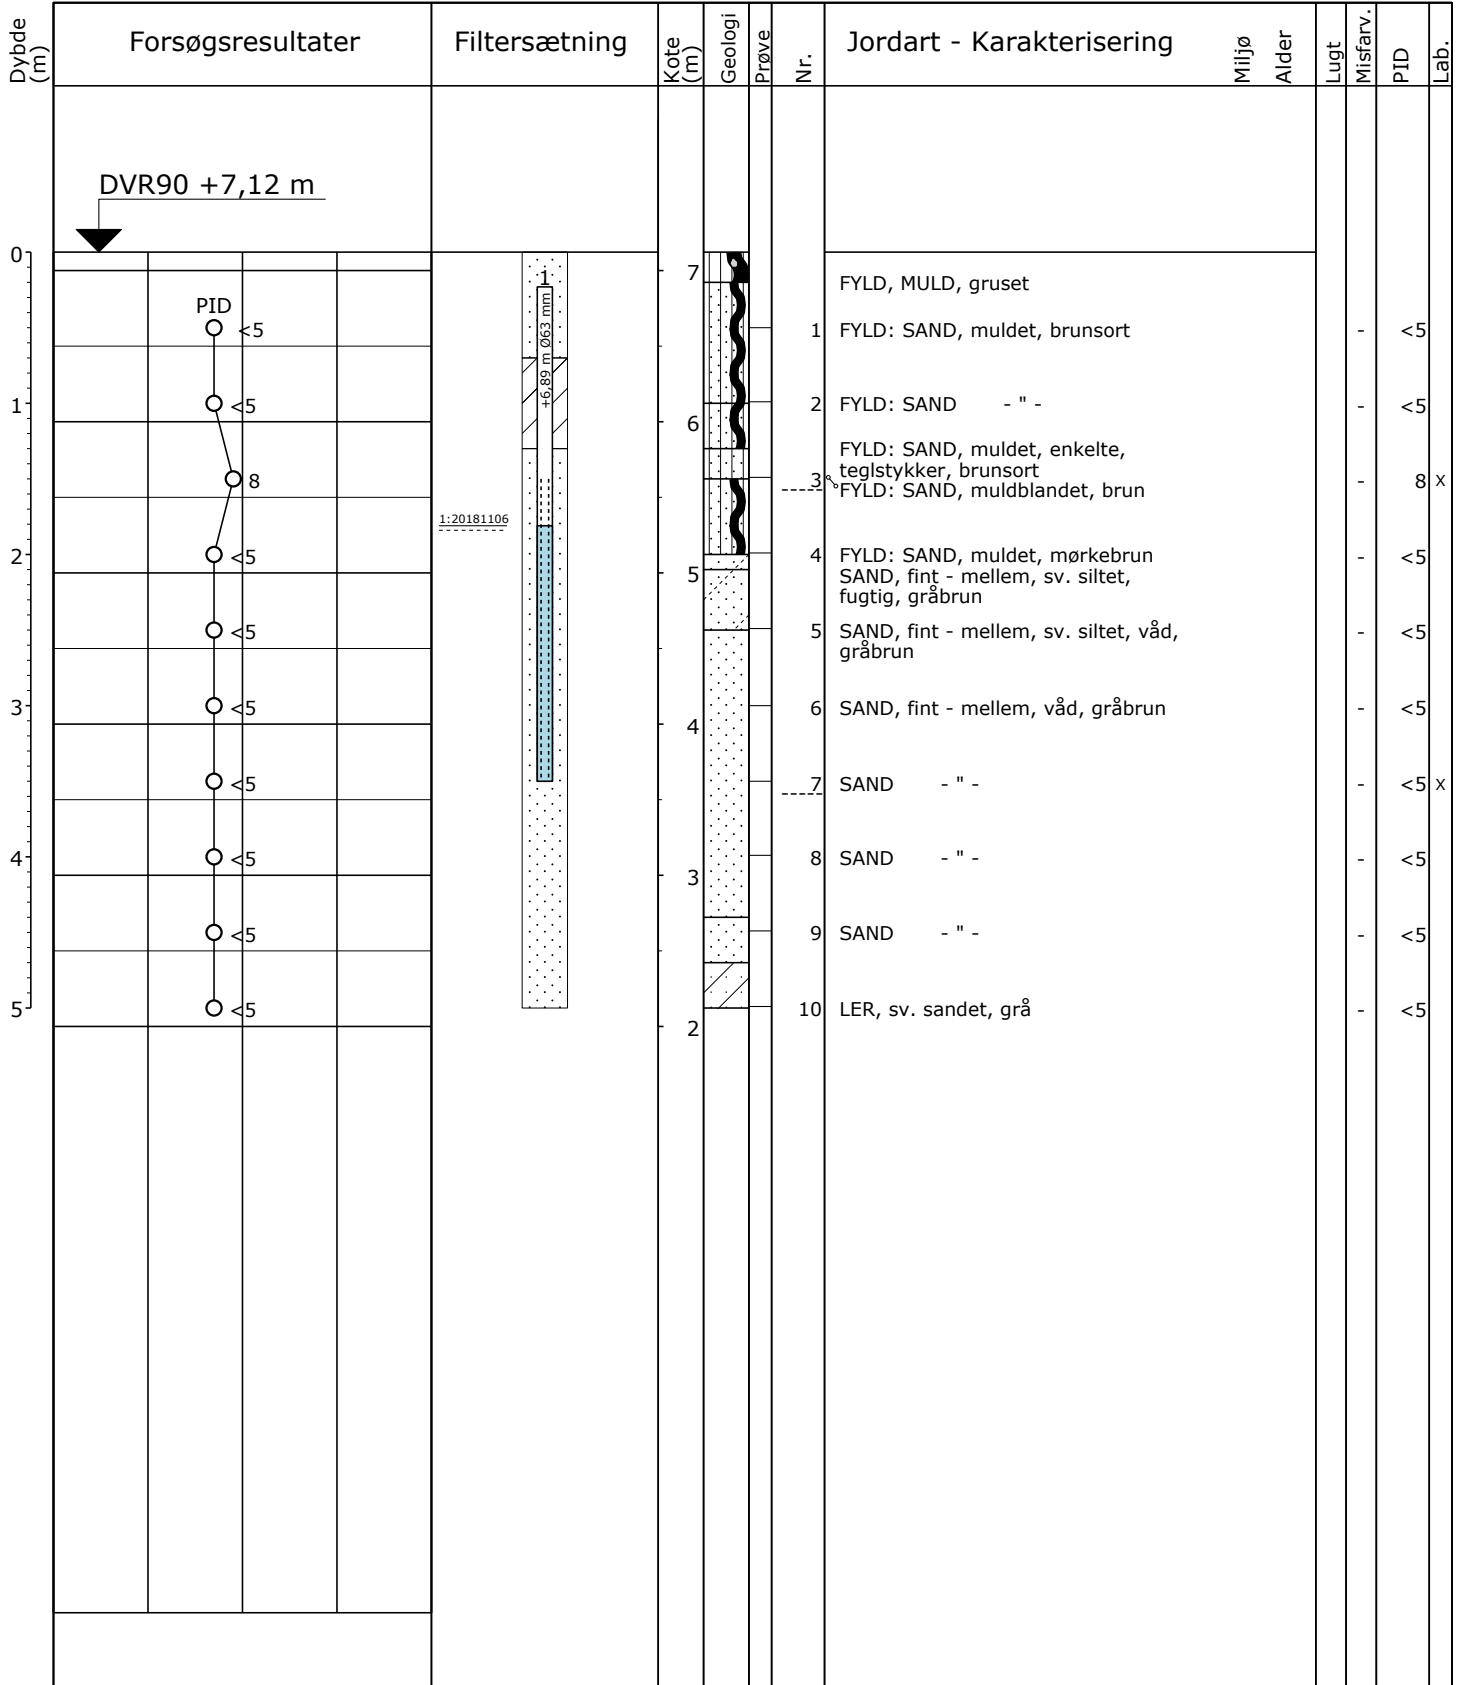 Dybde (m)
Forsøgsresultater
Filtersætning
Kote (m)
Geologi
Prøve
Nr.
Jordart - Karakterisering
Miljø
Alder
Lugt
Misfarv.
PID
Lab.
DVR90 +7,12 m
0
1
7
FYLD, MULD, gruset
PID
<5
+6,89 m Ø63 mm
1 FYLD: SAND, muldet, brunsort - <5
1
<5
6
2 FYLD: SAND - " - - <5
FYLD: SAND, muldet, enkelte,
teglstykker, brunsort
8
3
- 8 X
FYLD: SAND, muldblandet, brun
1:20181106
2
<5
5
4 FYLD: SAND, muldet, mørkebrun - <5
SAND, fint - mellem, sv. siltet,
fugtig, gråbrun
<5
5 SAND, fint - mellem, sv. siltet, våd, - <5
gråbrun
3
<5
4
6 SAND, fint - mellem, våd, gråbrun - <5
<5
7 SAND - " - - <5 X
4
<5
3
8 SAND - " - - <5
<5
9 SAND - " - - <5
5
<5
2
10 LER, sv. sandet, grå - <5